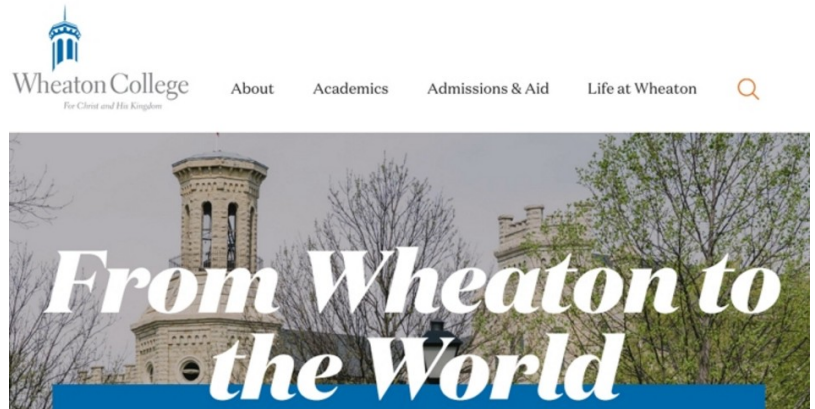 Wheaton College
For Christ and His Kingdom
About
Academics
Admissions & Aid
Life at Wheaton
From Wheaton to
the World